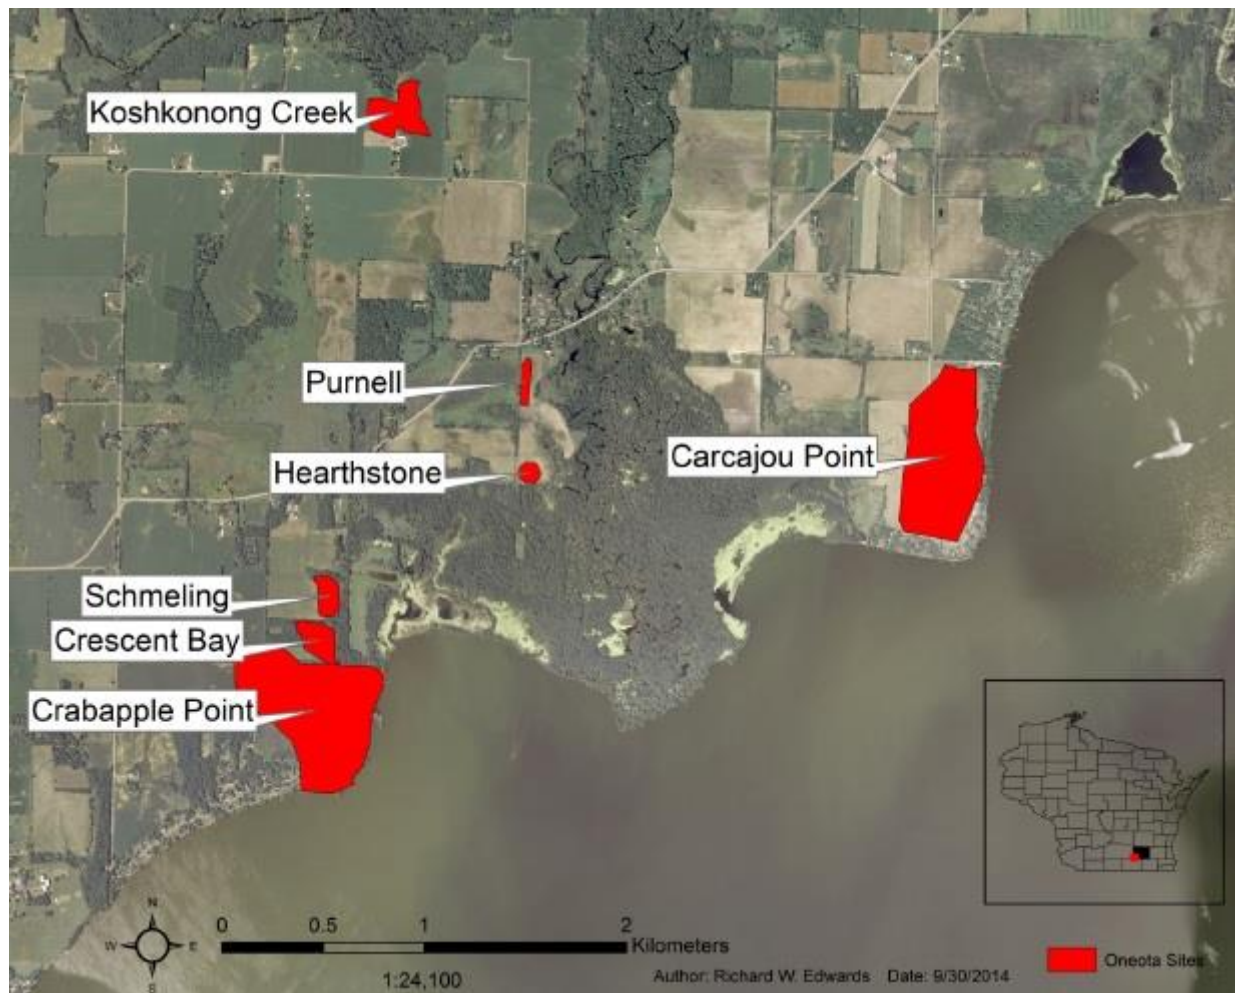 Koshkonong Creek
Purnell
Hearthstone
Carcajou Point
Schmeling
Crescent Bay
Crabapple Point
N
W E
S
0 0.5 1 2
Kilometers
1:24,100
Author: Richard W. Edwards Date: 9/30/2014
Oneota Sites